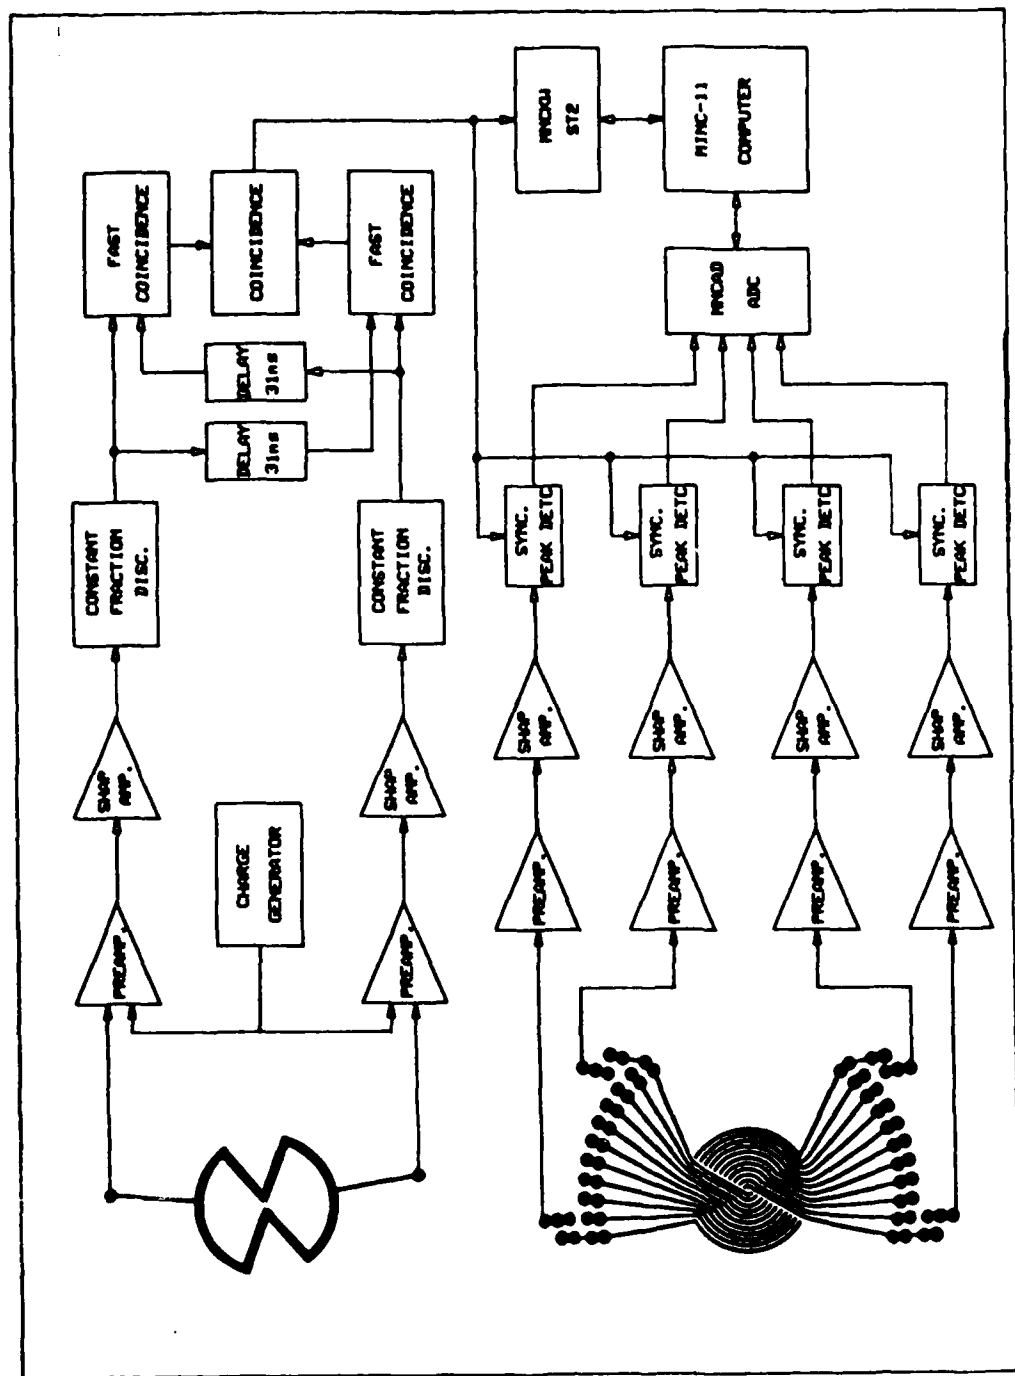 PREAMP.
SHAP
AMP.
CONSTANT
FRACTION
DISC.
FAST
COINCIDENCE
CHARGE
GENERATOR
DELAY
31ns
DELAY
31ns
COINCIDENCE
PREAMP.
SHAP
AMP.
CONSTANT
FRACTION
DISC.
FAST
COINCIDENCE
PREAMP.
SHAP
AMP.
SYNC.
PEAK DETC
MNCKW
ST2
PREAMP.
SHAP
AMP.
SYNC.
PEAK DETC
MNCAD
ADC
MINC-11
COMPUTER
PREAMP.
SHAP
AMP.
SYNC.
PEAK DETC
PREAMP.
SHAP
AMP.
SYNC.
PEAK DETC